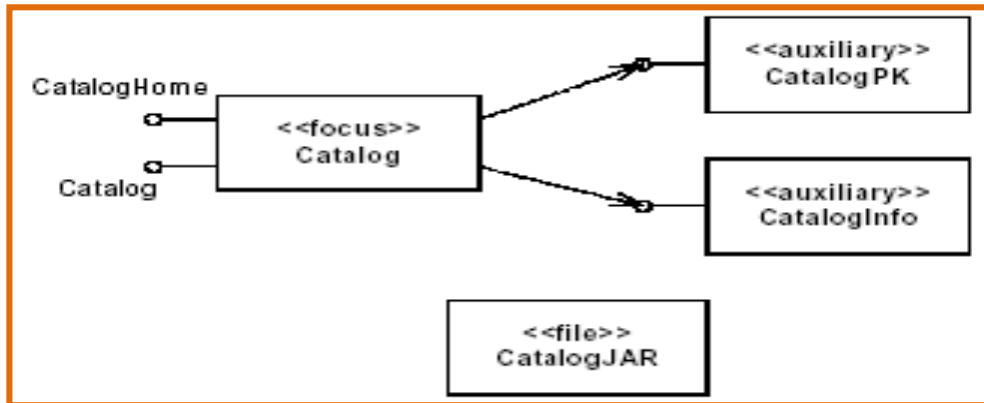 <<auxiliary>>
CatalogPK
CatalogHome
<<focus>>
Catalog
Catalog
<<auxiliary>>
CatalogInfo
<<file>>
CatalogJAR